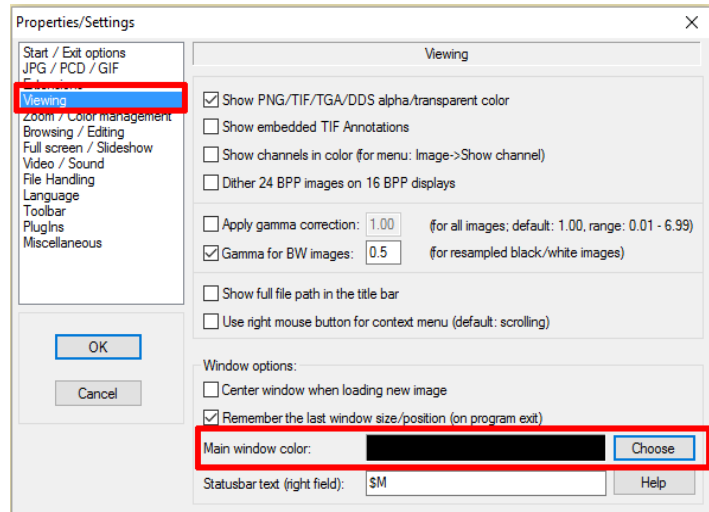 Properties/Settings
Start / Exit options
JPG / PCD / GIF
Extensions
Viewing
Zoom / Color management
Browsing / Editing
Full screen / Slideshow
Video / Sound
File Handling
Language
Toolbar
PlugIns
Miscellaneous
OK
Cancel
Viewing
Show PNG/TIF/TGA/DDS alpha/transparent color
Show embedded TIF Annotations
Show channels in color (for menu: Image->Show channel)
Dither 24 BPP images on 16 BPP displays
Apply gamma correction: 1.00 (for all images; default: 1.00, range: 0.01 - 6.99)
Gamma for BW images: 0.5 (for resampled black/white images)
Show full file path in the title bar
Use right mouse button for context menu (default: scrolling)
Window options:
Center window when loading new image
Remember the last window size/position (on program exit)
Main window color: Choose
Statusbar text (right field): $M Help